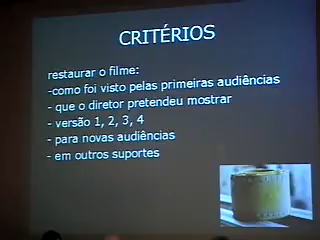 CRITÉRIOS
restaurar o filme:
-como foi visto pelas primeiras audiências
- que o diretor pretendeu mostrar
- versão 1, 2, 3, 4
- para novas audiências
- em outros suportes